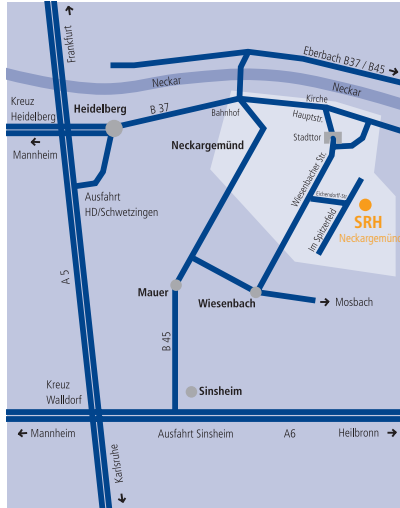 Frankfurt
Eberbach B37 / B45
Neckar
Neckar
Kreuz
Heidelberg
Heidelberg
B 37
Bahnhof
Kirche
Hauptstr.
Stadttor
Mannheim
Neckargemünd
Wiesenbacher Str.
Eichendorff-Str.
Im Spitzerfeld
SRH
Neckargemünd
Ausfahrt
HD/Schwetzingen
A 5
Mauer
Wiesenbach
Mosbach
B 45
Kreuz
Walldorf
Sinsheim
Mannheim
Ausfahrt Sinsheim
A6
Heilbronn
Karlsruhe